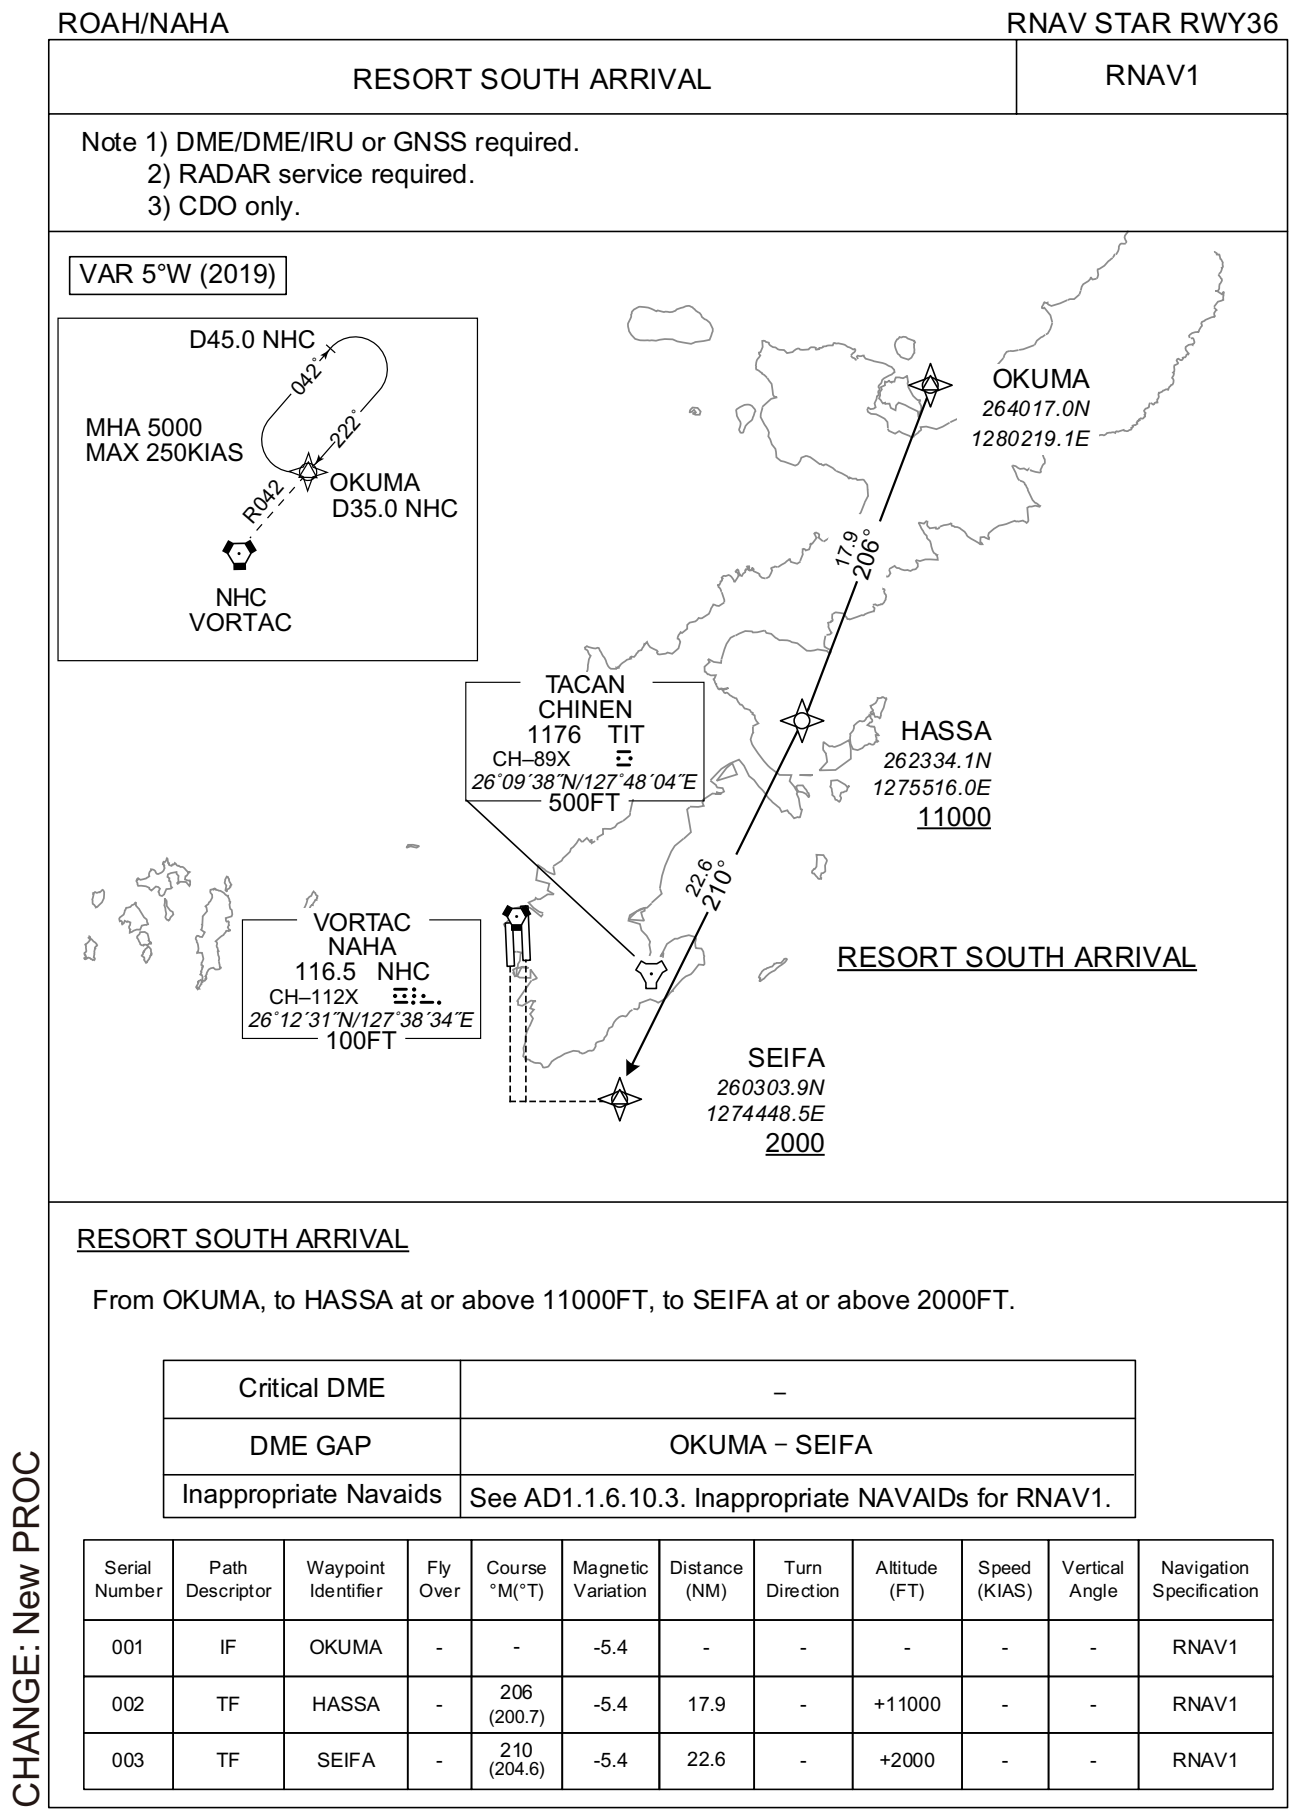 ROAH/NAHA
RNAV STAR RWY36
RESORT SOUTH ARRIVAL
RNAV1
Note 1) DME/DME/IRU or GNSS required.
2) RADAR service required.
3) CDO only.
VAR 5°W (2019)
D45.0 NHC
042°
MHA 5000
MAX 250KIAS
222°
OKUMA
D35.0 NHC
R042
NHC
VORTAC
OKUMA
264017.0N
1280219.1E
17.9
206°
TACAN
CHINEN
1176 TIT
CH–89X
26°09′38″N/127°48′04″E
500FT
HASSA
262334.1N
1275516.0E
11000
22.6
210°
VORTAC
NAHA
116.5 NHC
CH–112X
26°12′31″N/127°38′34″E
100FT
RESORT SOUTH ARRIVAL
SEIFA
260303.9N
1274448.5E
2000
RESORT SOUTH ARRIVAL
From OKUMA, to HASSA at or above 11000FT, to SEIFA at or above 2000FT.
Critical DME –
DME GAP OKUMA – SEIFA
Inappropriate Navaids See AD1.1.6.10.3. Inappropriate NAVAIDs for RNAV1.
Serial Number Path Descriptor Waypoint Identifier Fly Over Course °M(°T) Magnetic Variation Distance (NM) Turn Direction Altitude (FT) Speed (KIAS) Vertical Angle Navigation Specification
001 IF OKUMA - - -5.4 - - - - - RNAV1
002 TF HASSA - 206 (200.7) -5.4 17.9 - +11000 - - RNAV1
003 TF SEIFA - 210 (204.6) -5.4 22.6 - +2000 - - RNAV1
CHANGE: New PROC